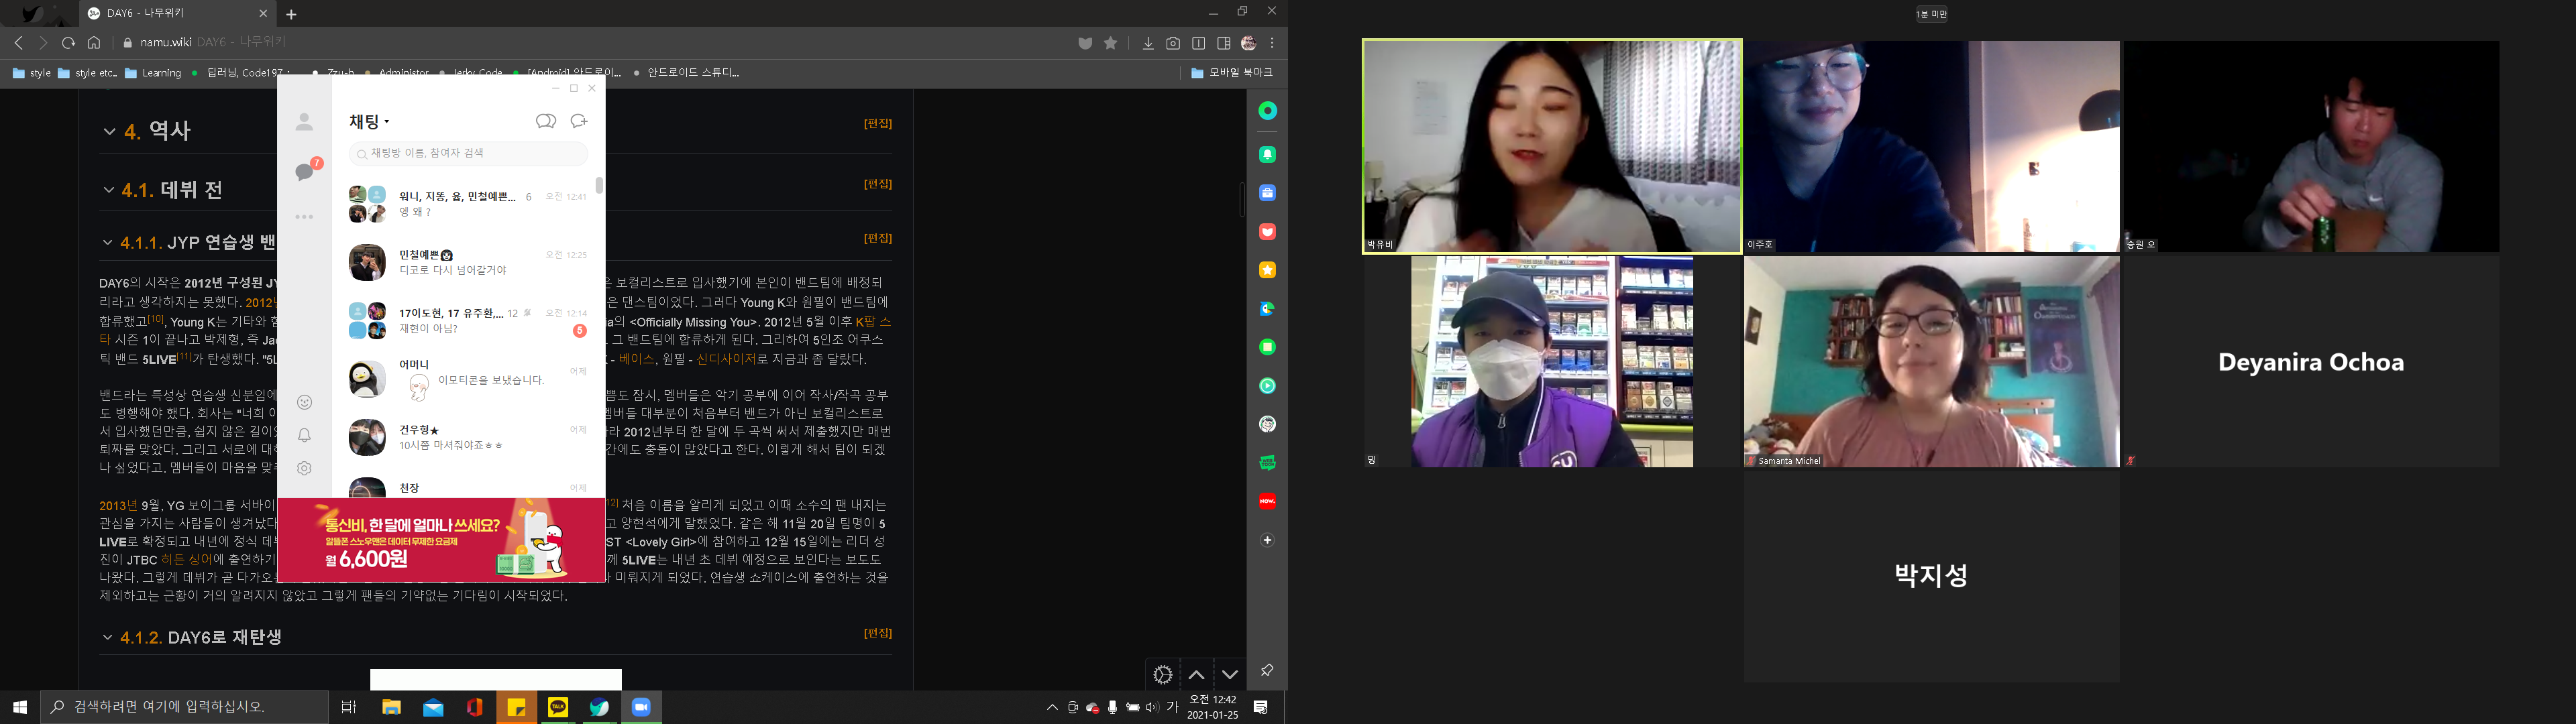 DAY6 - 나무위키
namu.wiki DAY6 - 나무위키
style
style etc..
Learning
딥러닝, Code197
Zzu-h
Administor
Jerky Code
[Android] 안드로이...
안드로이드 스튜디...
모바일 북마크
4. 역사
[편집]
4.1. 데뷔 전
[편집]
4.1.1. JYP 연습생 밴
[편집]
DAY6의 시작은 2012년 구성된 JY
은 보컬리스트로 입사했기에 본인이 밴드팀에 배정되
리라고 생각하지는 못했다. 2012년
은 댄스팀이었다. 그러다 Young K와 원필이 밴드팀에
합류했고[10], Young K는 기타와 함
a의 <Officially Missing You>. 2012년 5월 이후 K팝 스
타 시즌 1이 끝나고 박제형, 즉 Jae
그 밴드팀에 합류하게 된다. 그리하여 5인조 어쿠스
틱 밴드 5LIVE[11]가 탄생했다. "5L
- 베이스, 원필 - 신디사이저로 지금과 좀 달랐다.
밴드라는 특성상 연습생 신분임에
쁨도 잠시, 멤버들은 악기 공부에 이어 작사/작곡 공부
도 병행해야 했다. 회사는 "너희 이
멤버들 대부분이 처음부터 밴드가 아닌 보컬리스트로
서 입사했던만큼, 쉽지 않은 길이었
라 2012년부터 한 달에 두 곡씩 써서 제출했지만 매번
퇴짜를 맞았다. 그리고 서로에 대해
간에도 충돌이 많았다고 한다. 이렇게 해서 팀이 되겠
나 싶었다고. 멤버들이 마음을 맞추
2013년 9월, YG 보이그룹 서바이
[12] 처음 이름을 알리게 되었고 이때 소수의 팬 내지는
관심을 가지는 사람들이 생겨났다
고 양현석에게 말했었다. 같은 해 11월 20일 팀명이 5
LIVE로 확정되고 내년에 정식 데뷔
ST <Lovely Girl>에 참여하고 12월 15일에는 리더 성
진이 JTBC 히든 싱어에 출연하기
께 5LIVE는 내년 초 데뷔 예정으로 보인다는 보도도
나왔다. 그렇게 데뷔가 곧 다가오
미뤄지게 되었다. 연습생 쇼케이스에 출연하는 것을
제외하고는 근황이 거의 알려지지 않았고 그렇게 팬들의 기약없는 기다림이 시작되었다.
4.1.2. DAY6로 재탄생
[편집]
7
채팅
채팅방 이름, 참여자 검색
워니, 지똥, 윱, 민철예쁜... 6
오전 12:41
엥 왜 ?
민철예쁜
오전 12:25
디코로 다시 넘어갈거야
17이도현, 17 유주환,... 12
오전 12:14
재현이 아님?
5
어머니
어제
이모티콘을 보냈습니다.
건우형★
어제
10시쯤 마셔줘야죠ㅎㅎ
천장
어제
통신비, 한 달에 얼마나 쓰세요?
알뜰폰 스노우맨은 데이터 무제한 요금제
월 6,600원
NOW.
검색하려면 여기에 입력하십시오.
TALK
가
오전 12:42
2021-01-25
1분 미만
박유비
이주호
승원 오
밍
CU
Samanta Michel
Deyanira Ochoa
박지성